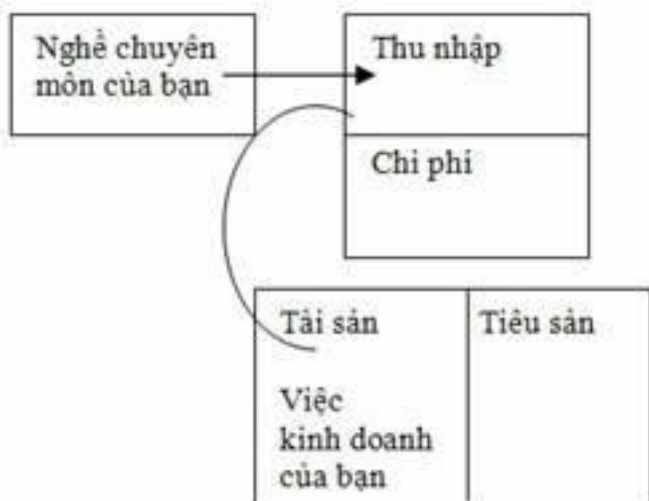 Nghề chuyên
môn của bạn
Thu nhập
Chi phí
Tài sản
Tiêu sản
Việc
kinh doanh
của bạn